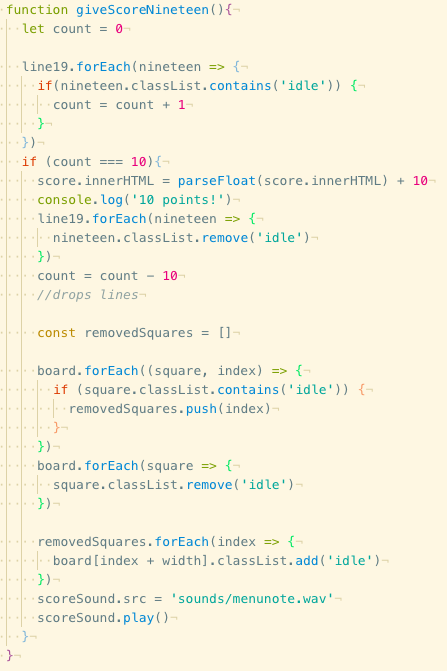 function giveScoreNineteen(){
let count = 0
line19.forEach(nineteen => {
if(nineteen.classList.contains('idle')) {
count = count + 1
}
})
if (count === 10){
score.innerHTML = parseFloat(score.innerHTML) + 10
console.log('10 points!')
line19.forEach(nineteen => {
nineteen.classList.remove('idle')
})
count = count - 10
//drops lines
const removedSquares = []
board.forEach((square, index) => {
if (square.classList.contains('idle')) {
removedSquares.push(index)
}
})
board.forEach(square => {
square.classList.remove('idle')
})
removedSquares.forEach(index => {
board[index + width].classList.add('idle')
})
scoreSound.src = 'sounds/menunote.wav'
scoreSound.play()
}
}